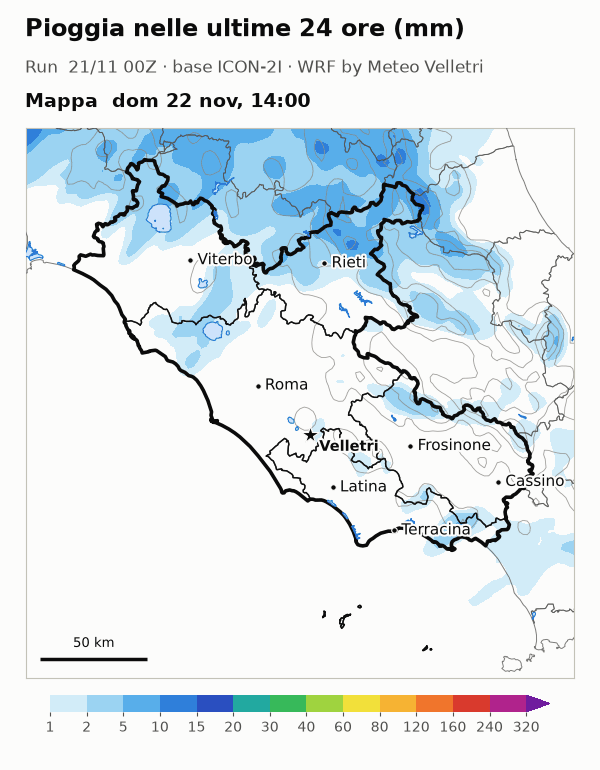 Pioggia nelle ultime 24 ore (mm)
Run 21/11 00Z · base ICON-2I · WRF by Meteo Velletri
Mappa dom 22 nov, 14:00
Viterbo
Rieti
Roma
Velletri
Frosinone
Latina
Cassino
Terracina
50 km
1 2 5 10 15 20 30 40 60 80 120 160 240 320